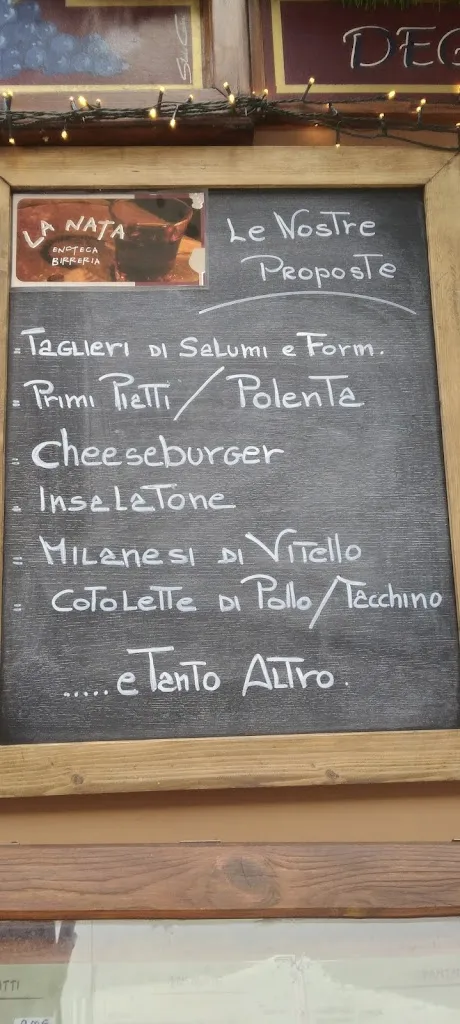 DEG
LA NATA
ENOTECA
BIRRERIA
Le Nostre
Proposte
= Taglieri di Salumi e Form.
= Primi Piatti / Polenta
= Cheeseburger
= Insalatone
= Milanesi di Vitello
= Cotolette di Pollo/Tacchino
..... e Tanto Altro.